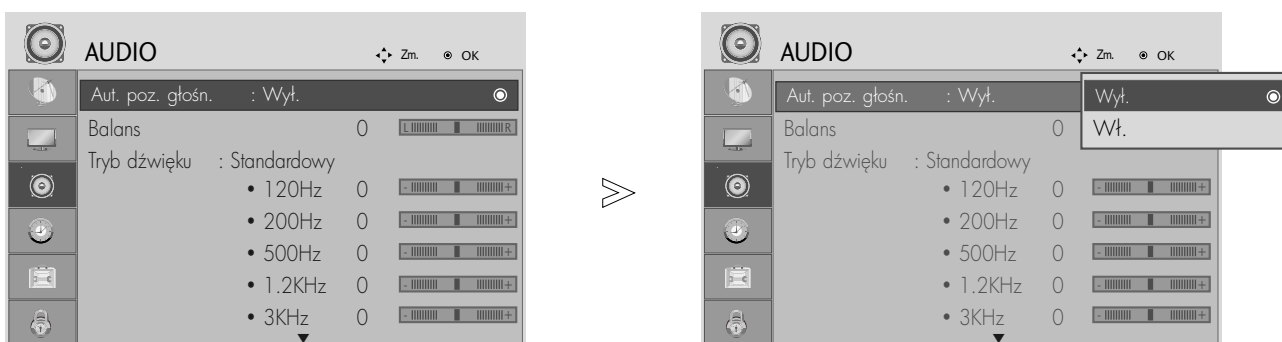 AUDIO Zm. OK
Aut. poz. głośn. : Wył.
Balans 0 L R
Tryb dźwięku : Standardowy
• 120Hz 0 - +
• 200Hz 0 - +
• 500Hz 0 - +
• 1.2KHz 0 - +
• 3KHz 0 - +
AUDIO Zm. OK
Aut. poz. głośn. : Wył.
Wył.
Wł.
Balans 0
Tryb dźwięku : Standardowy
• 120Hz 0 - +
• 200Hz 0 - +
• 500Hz 0 - +
• 1.2KHz 0 - +
• 3KHz 0 - +